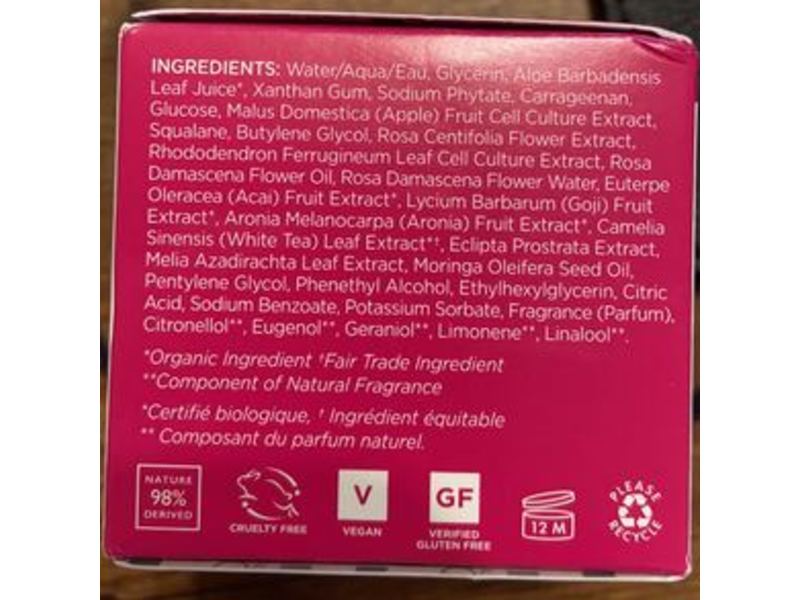 INGREDIENTS: Water/Aqua/Eau, Glycerin, Aloe Barbadensis
Leaf Juice*, Xanthan Gum, Sodium Phytate, Carrageenan,
Glucose, Malus Domestica (Apple) Fruit Cell Culture Extract,
Squalane, Butylene Glycol, Rosa Centifolia Flower Extract,
Rhododendron Ferrugineum Leaf Cell Culture Extract, Rosa
Damascena Flower Oil, Rosa Damascena Flower Water, Euterpe
Oleracea (Acai) Fruit Extract*, Lycium Barbarum (Goji) Fruit
Extract*, Aronia Melanocarpa (Aronia) Fruit Extract*, Camelia
Sinensis (White Tea) Leaf Extract*†, Eclipta Prostrata Extract,
Melia Azadirachta Leaf Extract, Moringa Oleifera Seed Oil,
Pentylene Glycol, Phenethyl Alcohol, Ethylhexylglycerin, Citric
Acid, Sodium Benzoate, Potassium Sorbate, Fragrance (Parfum),
Citronellol**, Eugenol**, Geraniol**, Limonene**, Linalool**.
*Organic Ingredient †Fair Trade Ingredient
**Component of Natural Fragrance
*Certifié biologique, † Ingrédient équitable
** Composant du parfum naturel.
NATURE
98%
DERIVED
CRUELTY FREE
V
VEGAN
GF
VERIFIED
GLUTEN FREE
12 M
PLEASE
RECYCLE